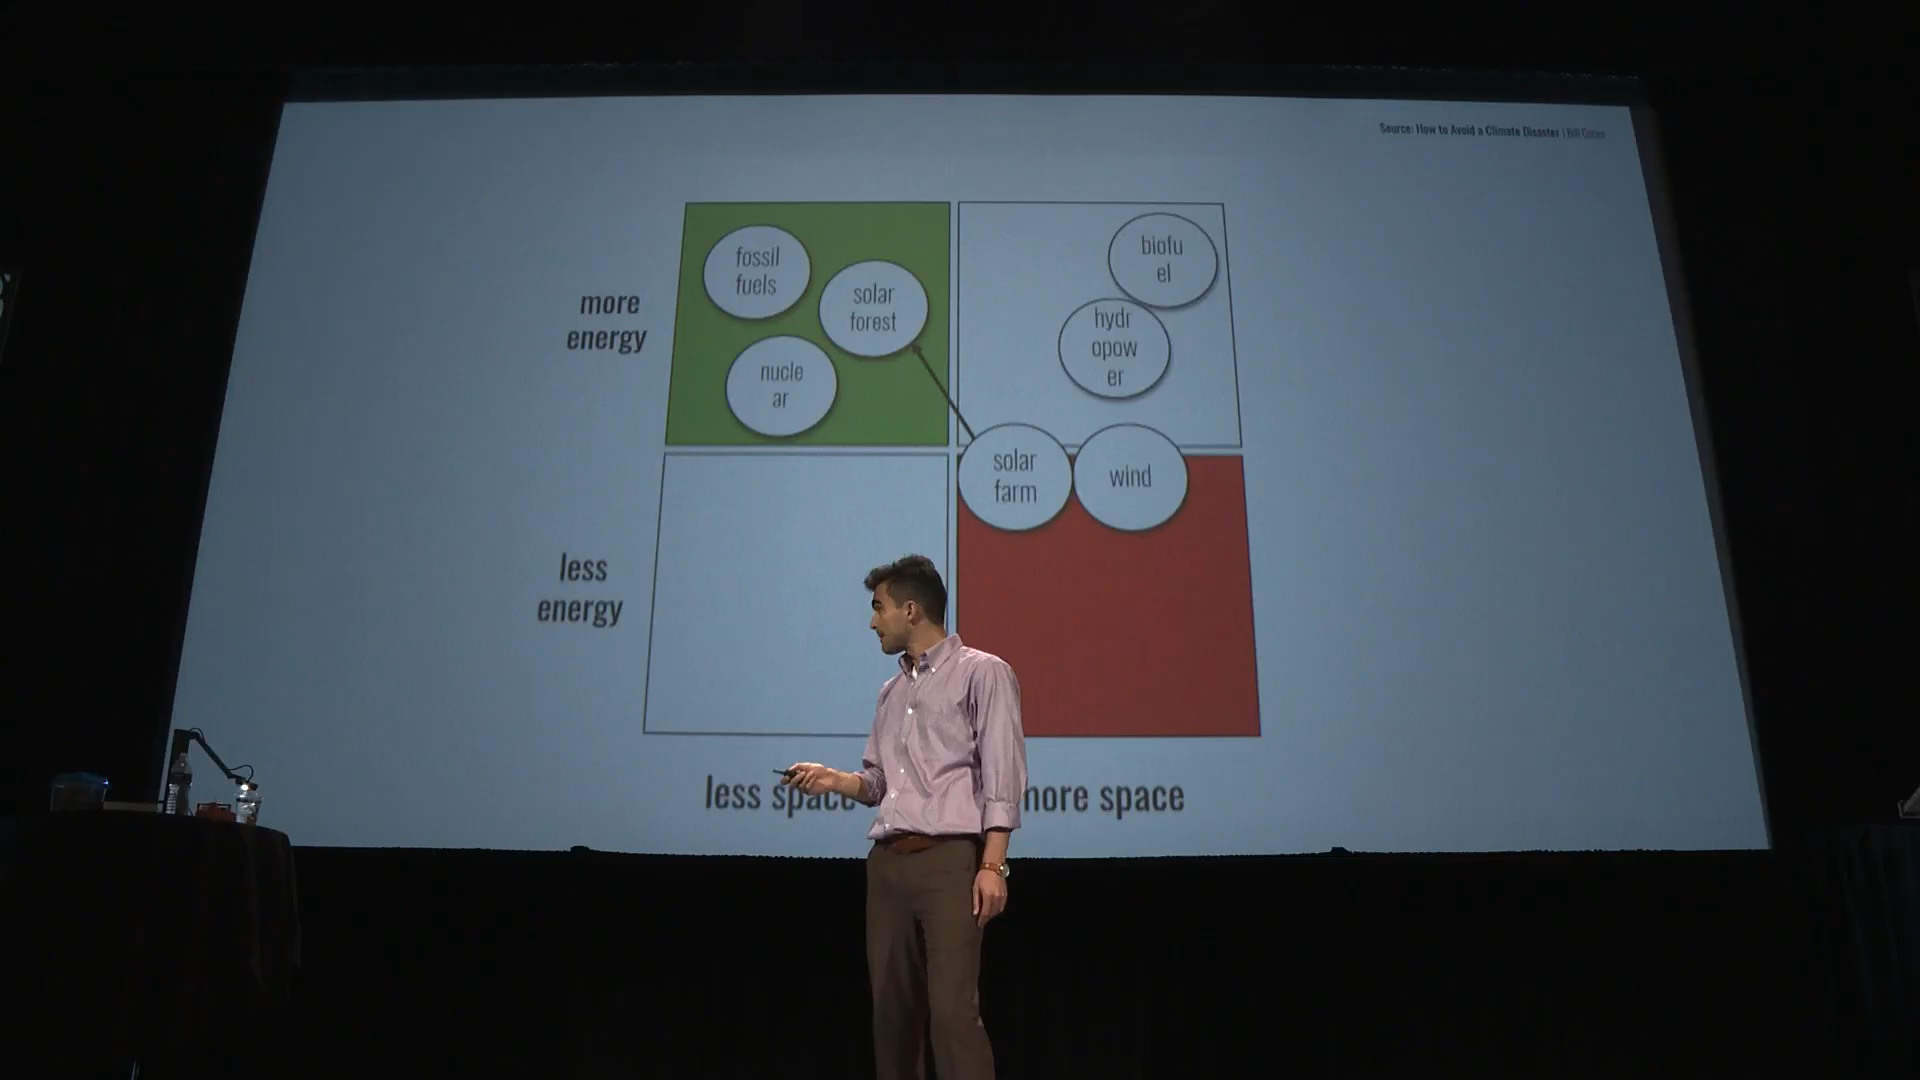 Source: How to Avoid a Climate Disaster | Bill Gates
fossil
fuels
solar
forest
nucle
ar
biofu
el
hydr
opow
er
more
energy
solar
farm
wind
less
energy
less space
more space